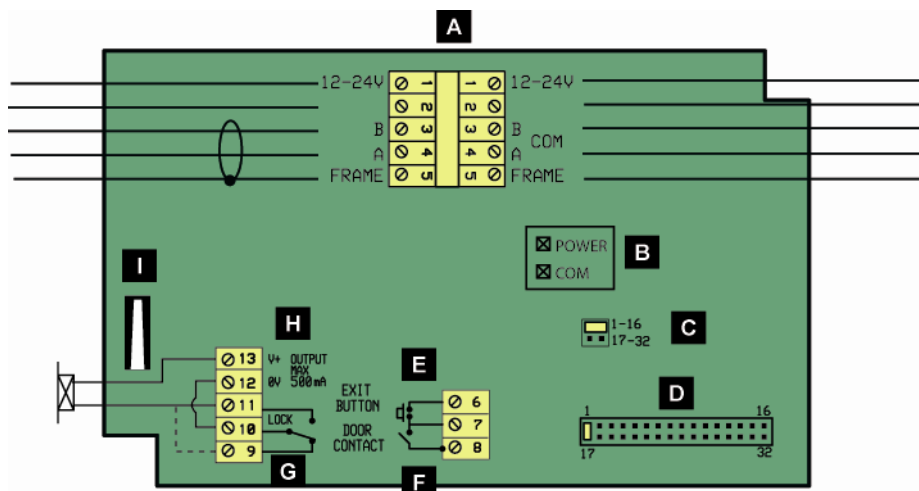 A
12-24V 1 1 12-24V
2 2
B 3 3 B
COM
A 4 4 A
FRAME 5 5 FRAME
POWER
COM
B
I
1-16
17-32
C
H
13 V+ OUTPUT
MAX
12 0V 500mA
11
LOCK
10
9
G
E
EXIT
BUTTON
6
7
DOOR
CONTACT
8
F
D
1 16
17 32